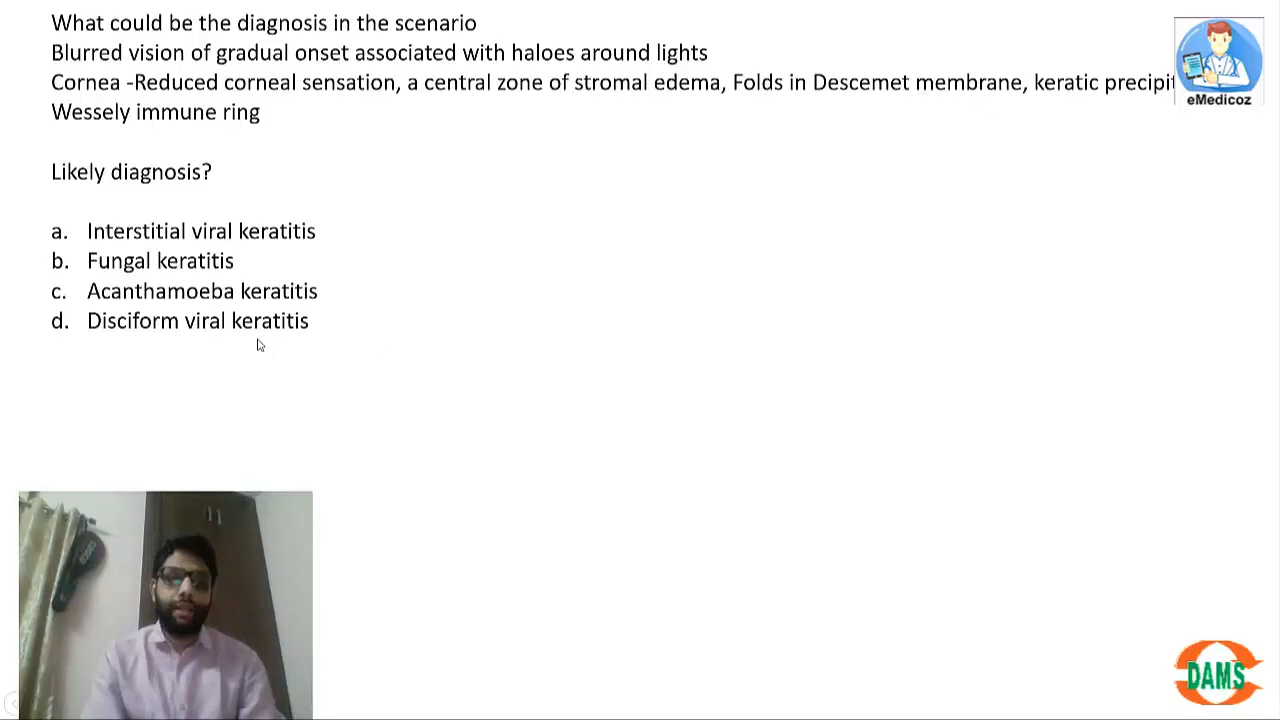 What could be the diagnosis in the scenario
Blurred vision of gradual onset associated with haloes around lights
Cornea -Reduced corneal sensation, a central zone of stromal edema, Folds in Descemet membrane, keratic precipit
Wessely immune ring
Likely diagnosis?
a. Interstitial viral keratitis
b. Fungal keratitis
c. Acanthamoeba keratitis
d. Disciform viral keratitis
eMedicoz
DAMS